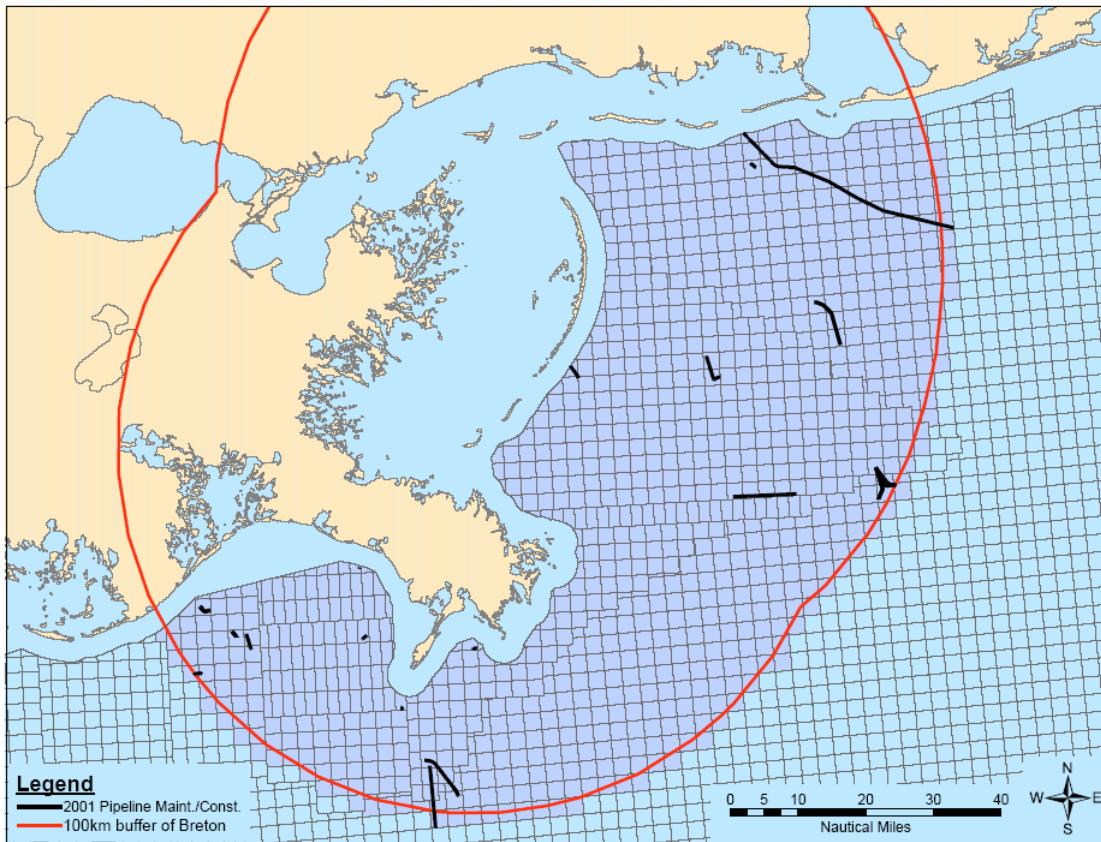 Legend
2001 Pipeline Maint./Const.
100km buffer of Breton
0 5 10 20 30 40
Nautical Miles
N
W E
S